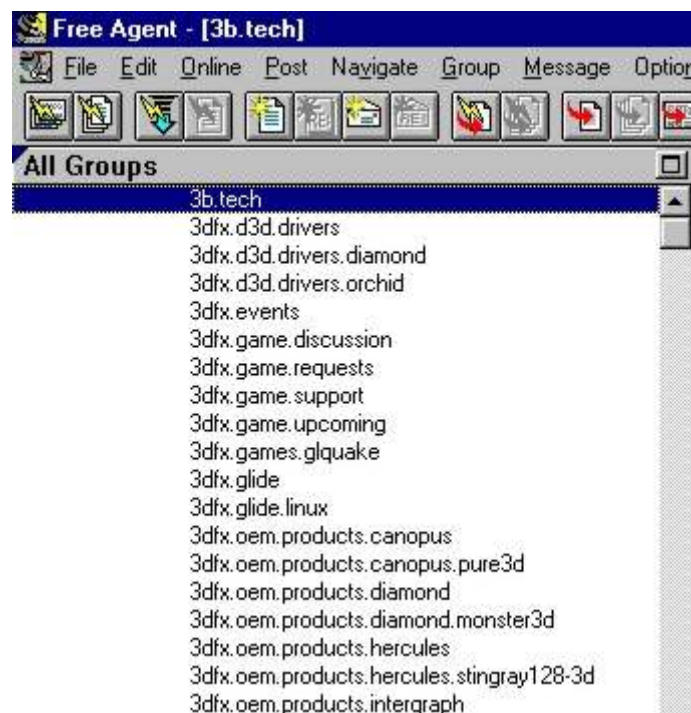 Free Agent - [3b.tech]
File Edit Online Post Navigate Group Message Option
All Groups
3b.tech
3dfx.d3d.drivers
3dfx.d3d.drivers.diamond
3dfx.d3d.drivers.orchid
3dfx.events
3dfx.game.discussion
3dfx.game.requests
3dfx.game.support
3dfx.game.upcoming
3dfx.games.glquake
3dfx.glide
3dfx.glide.linux
3dfx.oem.products.canopus
3dfx.oem.products.canopus.pure3d
3dfx.oem.products.diamond
3dfx.oem.products.diamond.monster3d
3dfx.oem.products.hercules
3dfx.oem.products.hercules.stingray128-3d
3dfx.oem.products.intergraph